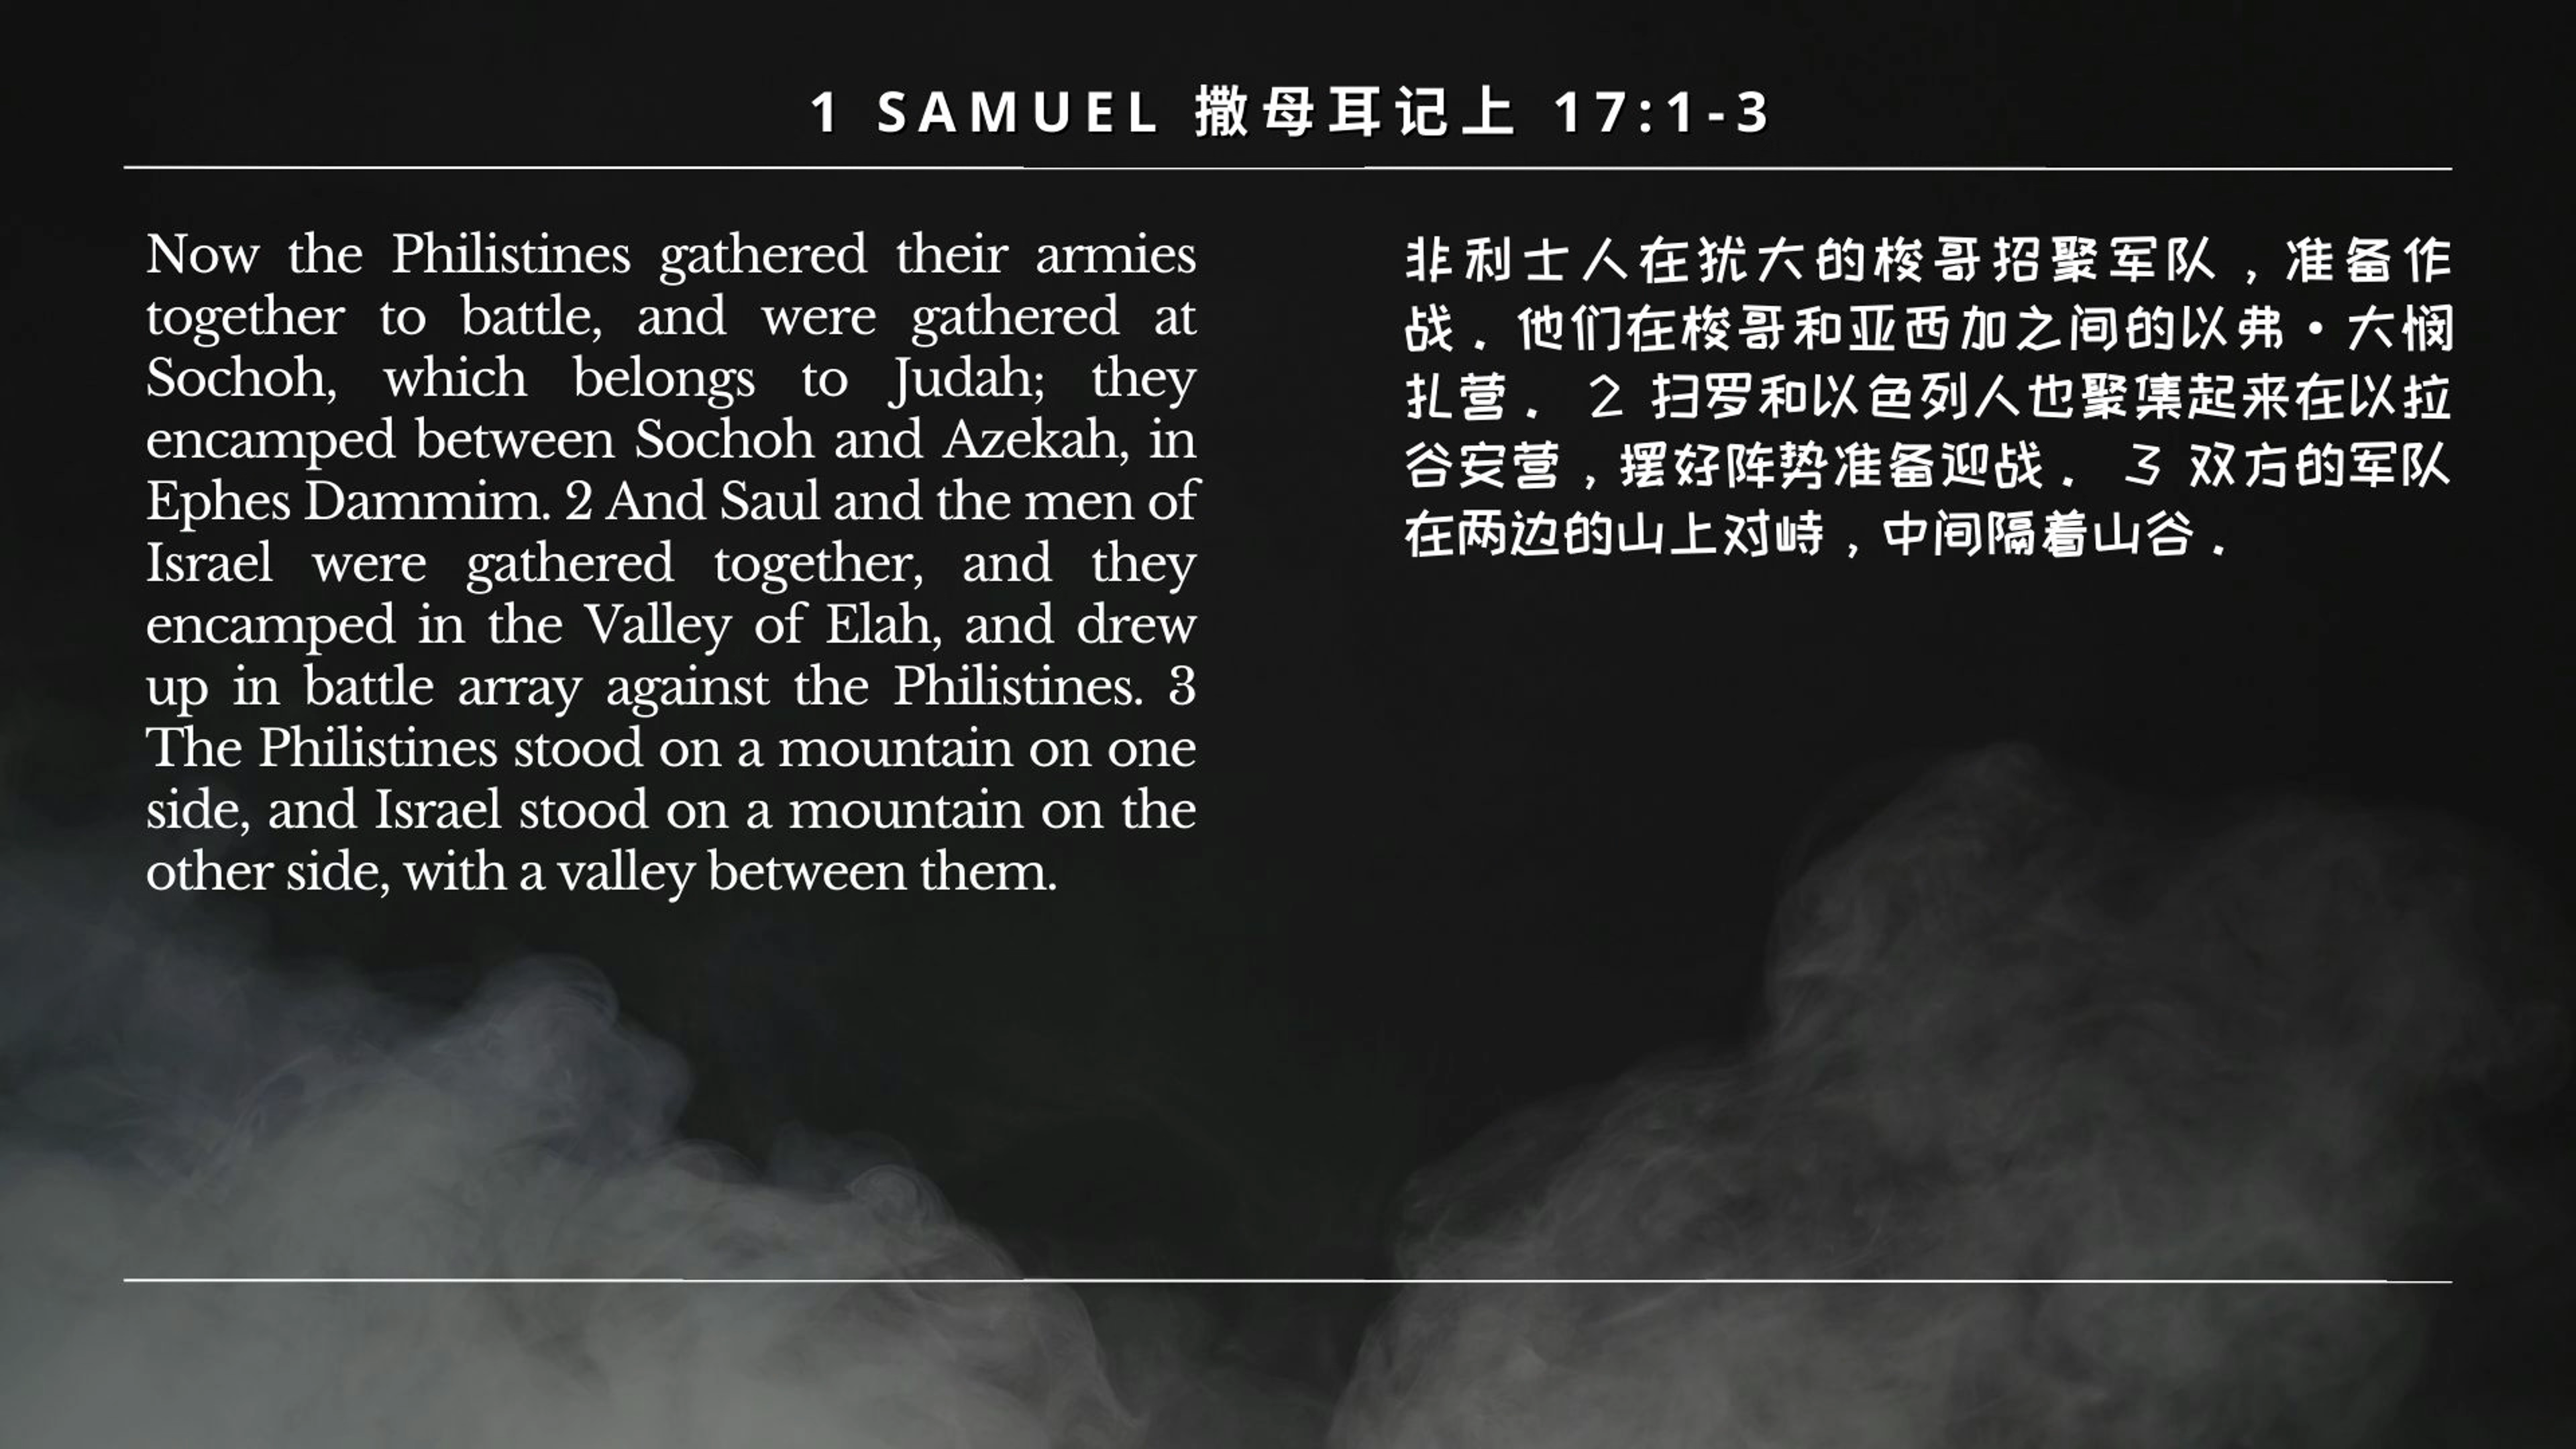 1 SAMUEL 撒母耳记上 17:1-3
Now the Philistines gathered their armies
together to battle, and were gathered at
Sochoh, which belongs to Judah; they
encamped between Sochoh and Azekah, in
Ephes Dammim. 2 And Saul and the men of
Israel were gathered together, and they
encamped in the Valley of Elah, and drew
up in battle array against the Philistines. 3
The Philistines stood on a mountain on one
side, and Israel stood on a mountain on the
other side, with a valley between them.
非利士人在犹大的梭哥招聚军队，准备作
战．他们在梭哥和亚西加之间的以弗•大悯
扎营． 2 扫罗和以色列人也聚集起来在以拉
谷安营，摆好阵势准备迎战． 3 双方的军队
在两边的山上对峙，中间隔着山谷．